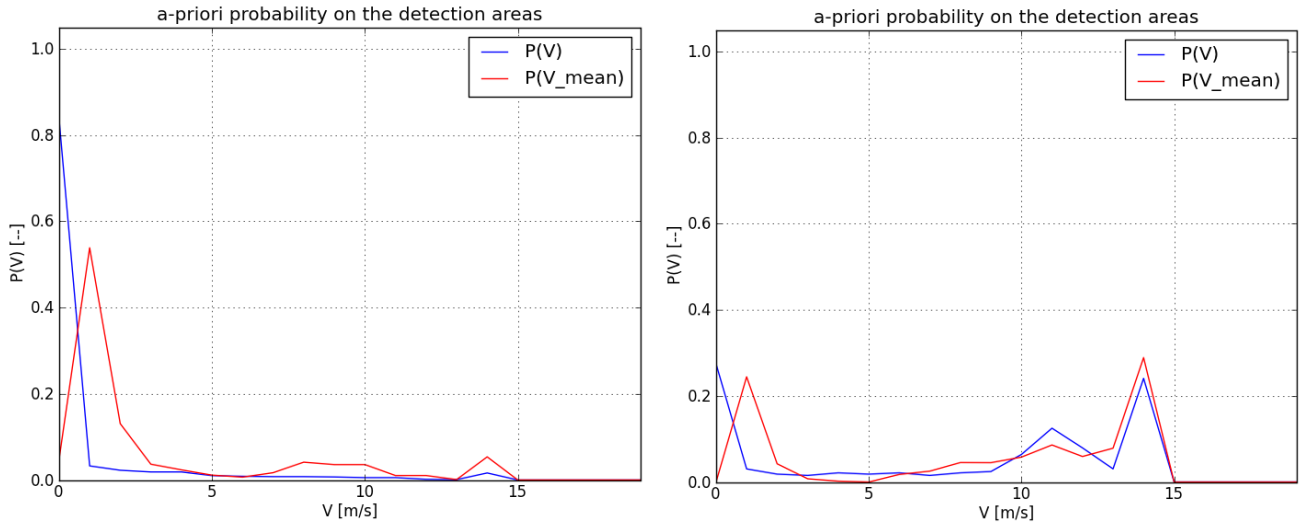 a-priori probability on the detection areas
P(V)
P(V_mean)
P(V) [--]
1.0
0.8
0.6
0.4
0.2
0.0
0 5 10 15
V [m/s]
a-priori probability on the detection areas
P(V)
P(V_mean)
P(V) [--]
1.0
0.8
0.6
0.4
0.2
0.0
0 5 10 15
V [m/s]